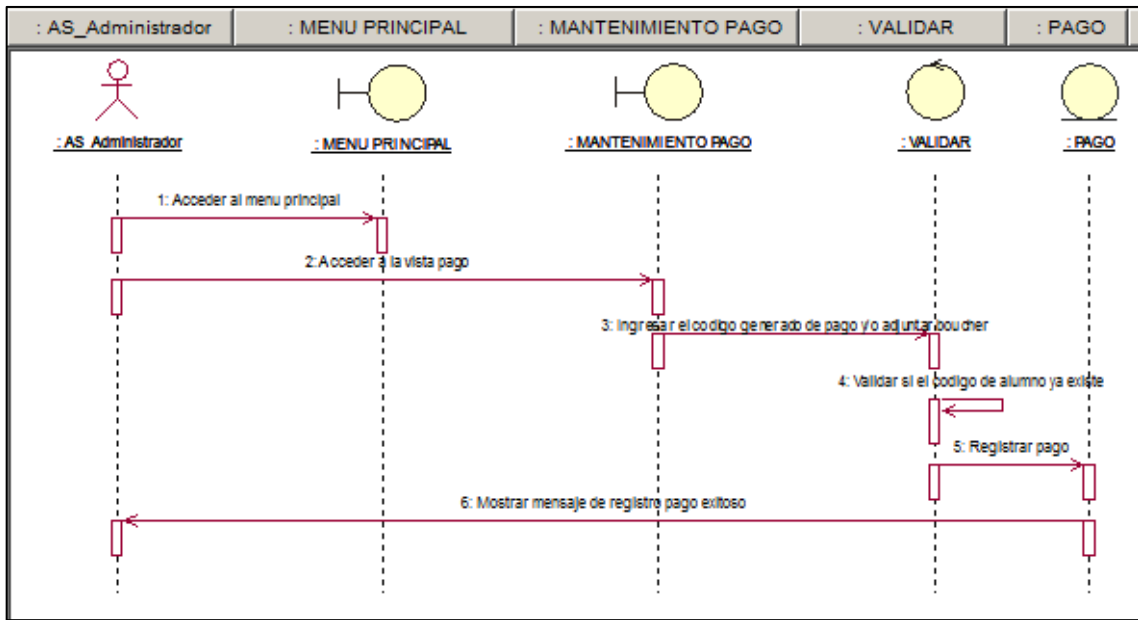 : AS_Administrador
: MENU PRINCIPAL
: MANTENIMIENTO PAGO
: VALIDAR
: PAGO
: AS_Administrador
: MENU PRINCIPAL
: MANTENIMIENTO PAGO
: VALIDAR
: PAGO
1: Acceder al menu principal
2: Acceder a la vista pago
3: Ingresar el codigo generado de pago y/o adjuntar boucher
4: Validar si el codigo de alumno ya existe
5: Registrar pago
6: Mostrar mensaje de registro pago exitoso